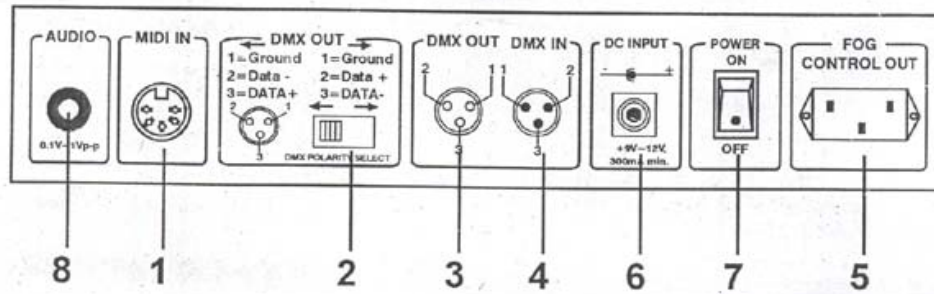 AUDIO
0.1V~1Vp-p
MIDI IN
DMX OUT
1=Ground 1=Ground
2=Data - 2=Data +
3=DATA+ 3=DATA-
2 1
3
DMX POLARITY SELECT
DMX OUT DMX IN
2 1 1 2
3 3
DC INPUT
+
+9V~12V,
300mA min.
POWER
ON
OFF
FOG
CONTROL OUT
8 1 2 3 4 6 7 5